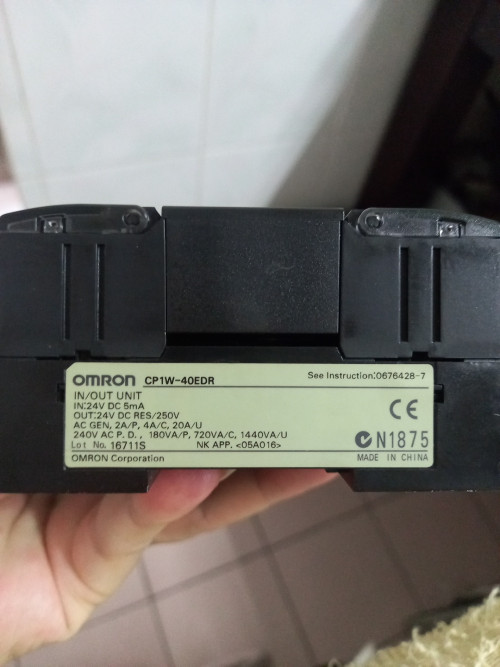 OMRON CP1W-40EDR See Instruction:0676428-7
IN/OUT UNIT
IN:24V DC 5mA
OUT:24V DC RES/250V
AC GEN, 2A/P, 4A/C, 20A/U
240V AC P. D. , 180VA/P, 720VA/C, 1440VA/U
CE
N1875
Lot No. 16711S NK APP. <05A016> MADE IN CHINA
OMRON Corporation